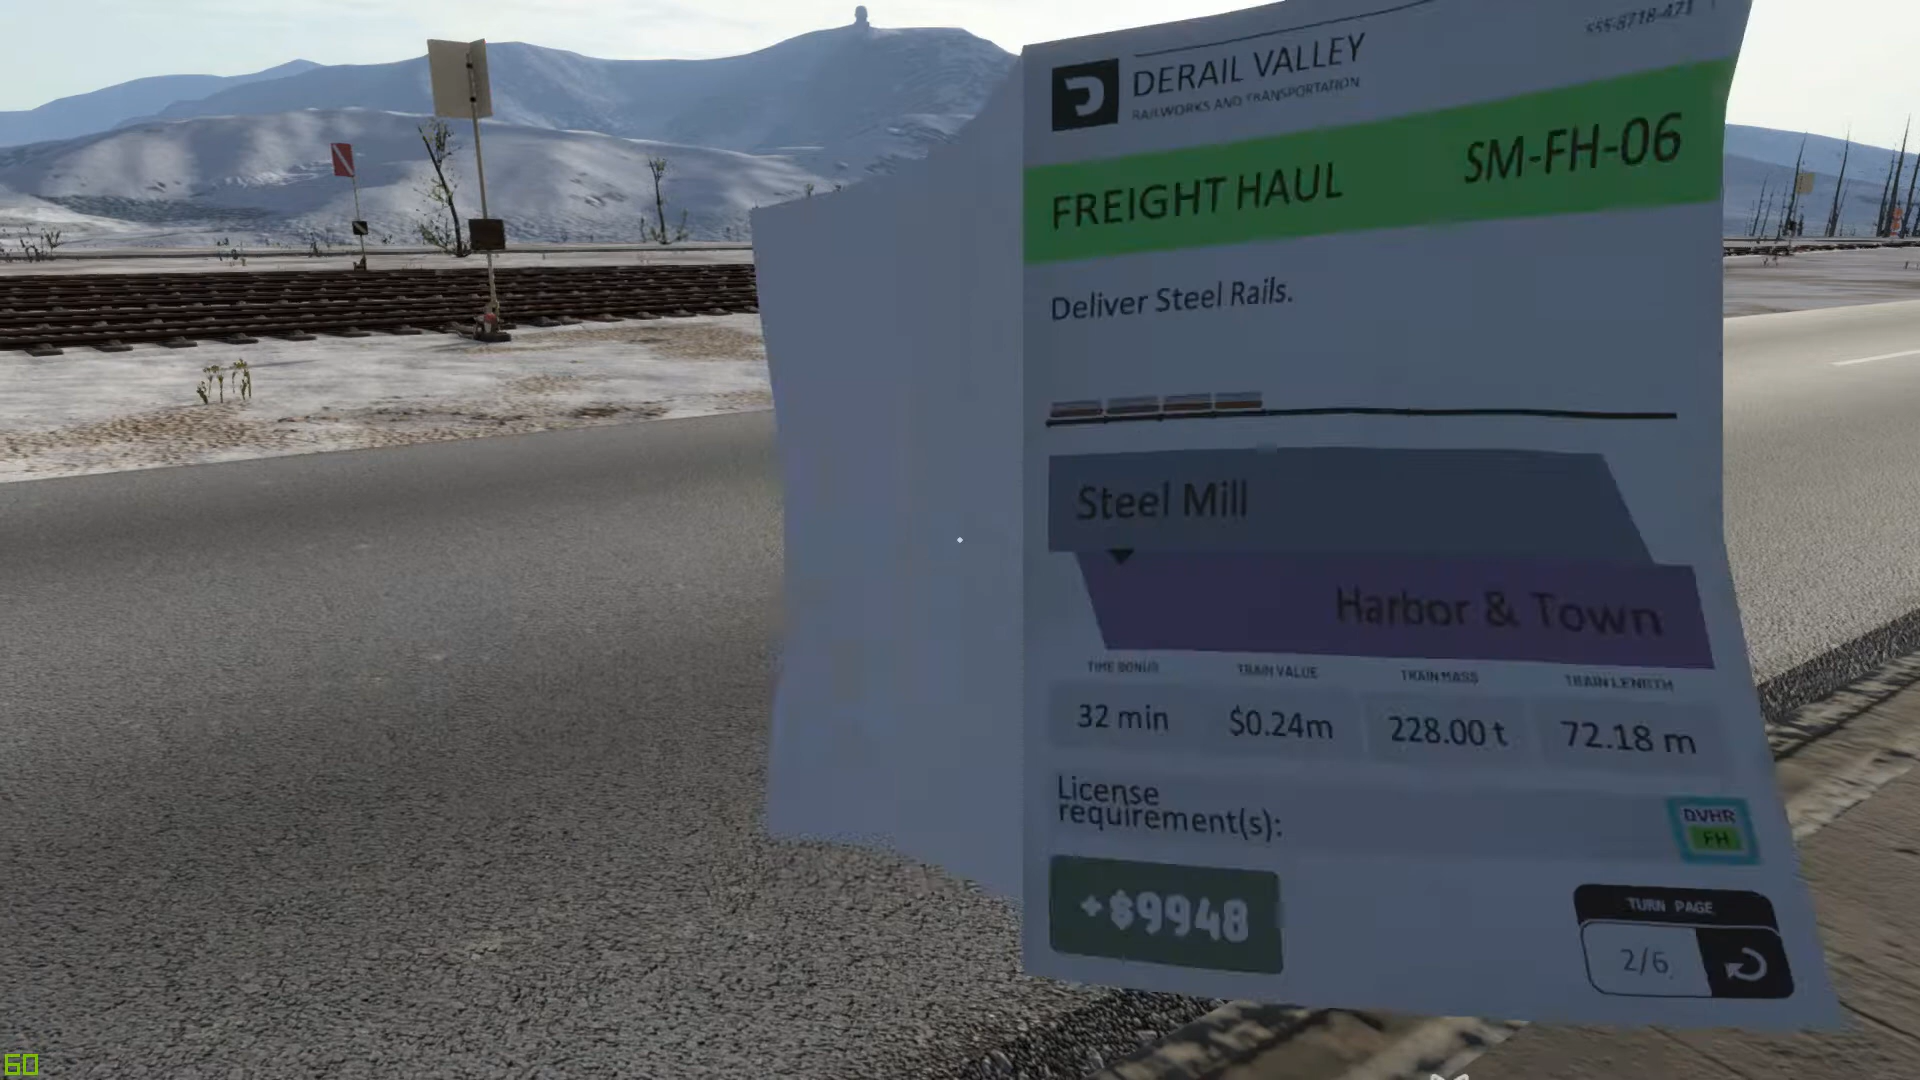 555-8718-471
DERAIL VALLEY
RAILWORKS AND TRANSPORTATION
FREIGHT HAUL SM-FH-06
Deliver Steel Rails.
Steel Mill
Harbor & Town
TIME BONUS TRAIN VALUE TRAIN MASS TRAIN LENGTH
32 min $0.24m 228.00 t 72.18 m
License
requirement(s):
DVHR
FH
+$9948
TURN PAGE
2/6
60